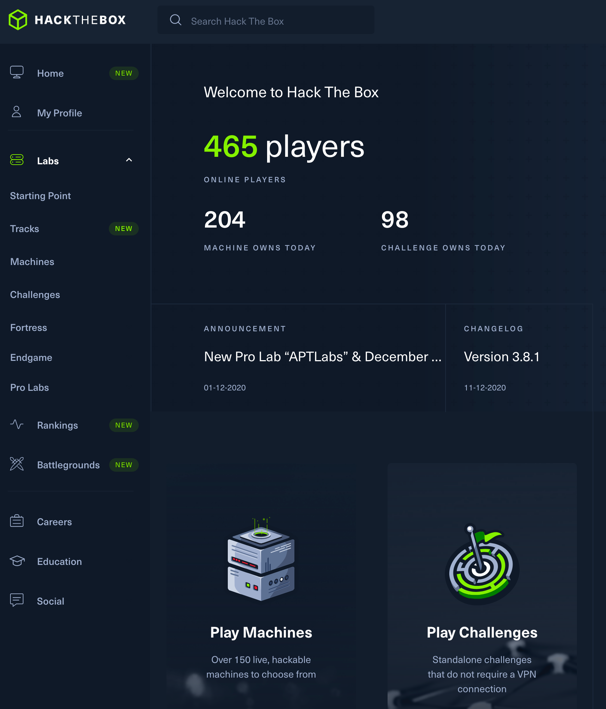 HACKTHEBOX
Search Hack The Box
Home NEW
My Profile
Labs
Starting Point
Tracks NEW
Machines
Challenges
Fortress
Endgame
Pro Labs
Rankings NEW
Battlegrounds NEW
Careers
Education
Social
Welcome to Hack The Box
465 players
ONLINE PLAYERS
204
MACHINE OWNS TODAY
98
CHALLENGE OWNS TODAY
ANNOUNCEMENT
New Pro Lab “APTLabs” & December ...
01-12-2020
CHANGELOG
Version 3.8.1
11-12-2020
Play Machines
Over 150 live, hackable
machines to choose from
Play Challenges
Standalone challenges
that do not require a VPN
connection